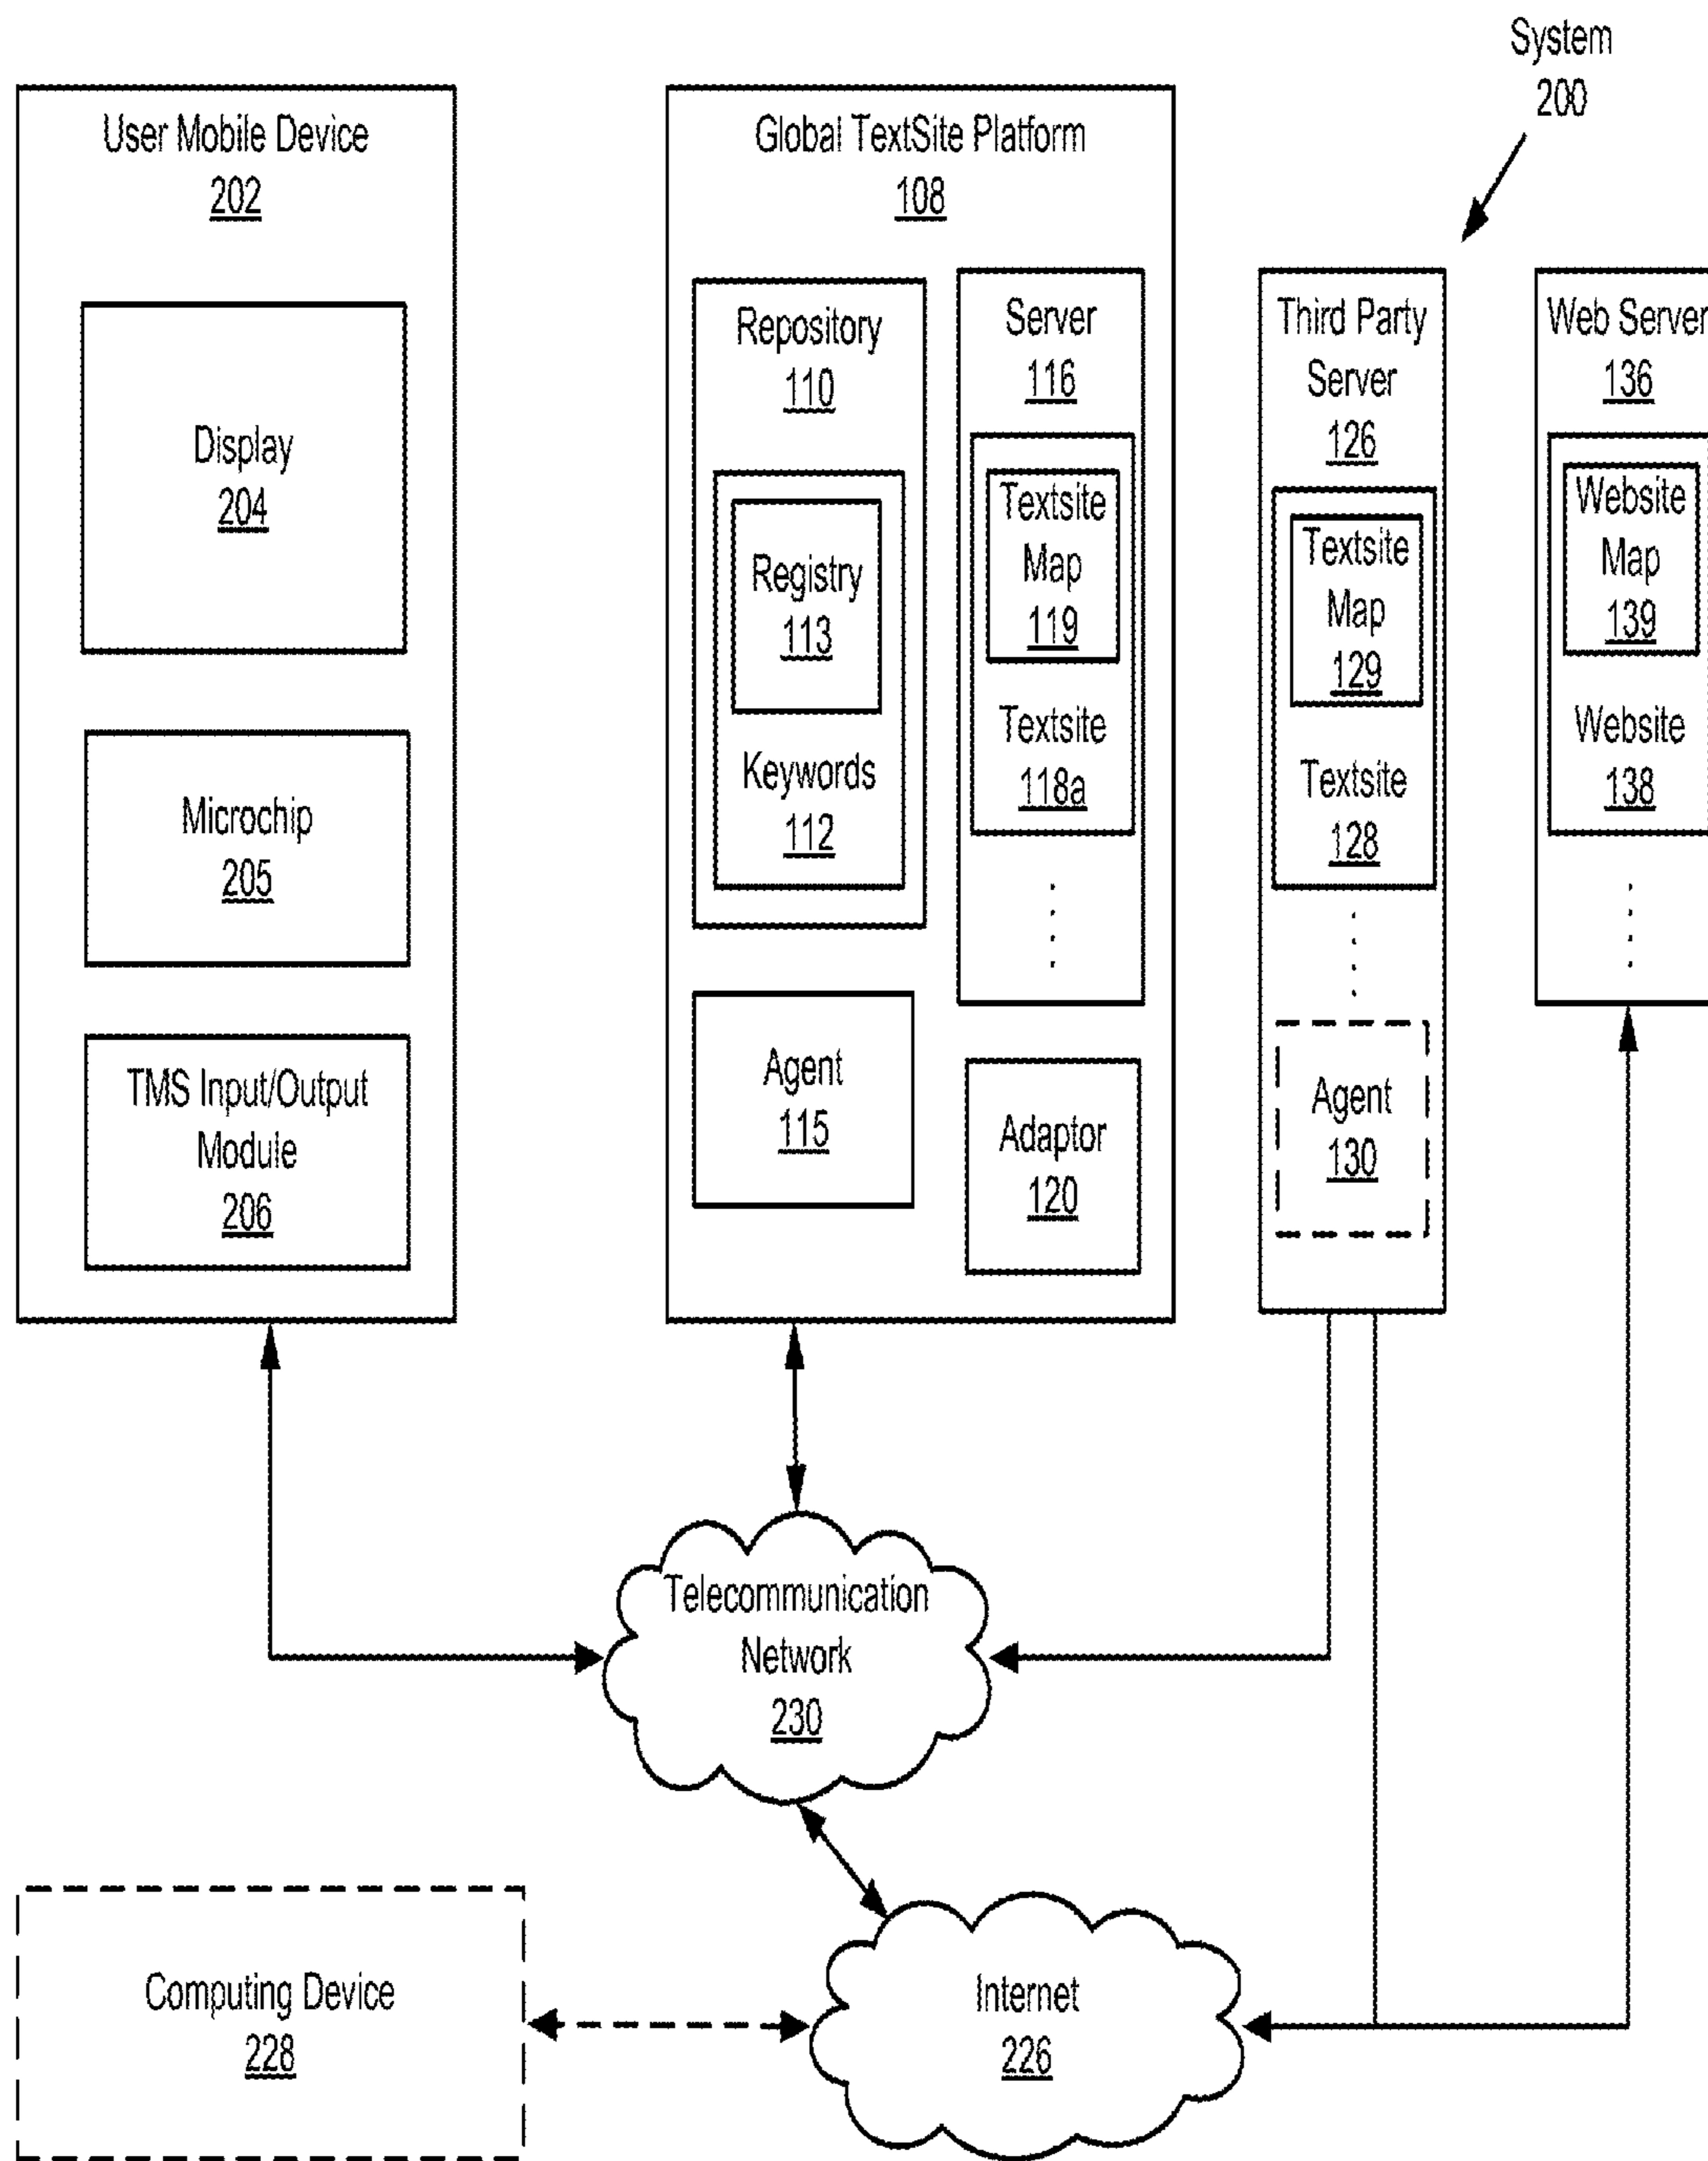 System
200
User Mobile Device
202
Display
204
Microchip
205
TMS Input/Output
Module
206
Global TextSite Platform
108
Repository
110
Registry
113
Keywords
112
Server
116
Textsite
Map
119
Textsite
118a
Agent
115
Adaptor
120
Third Party
Server
126
Textsite
Map
129
Textsite
128
Agent
130
Web Server
136
Website
Map
139
Website
138
Telecommunication
Network
230
Computing Device
228
Internet
226